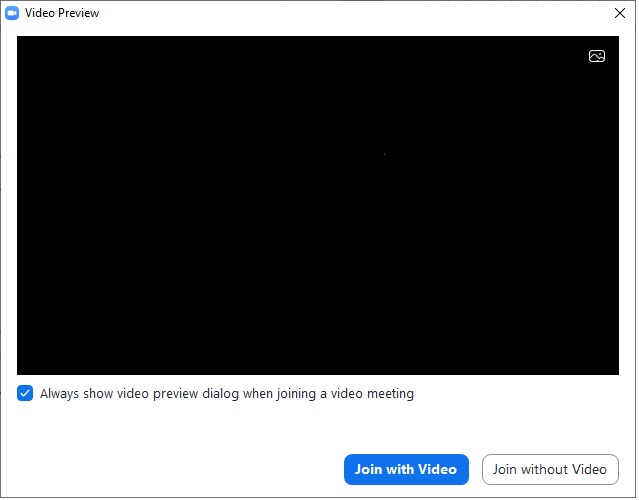 Video Preview
Always show video preview dialog when joining a video meeting
Join with Video
Join without Video